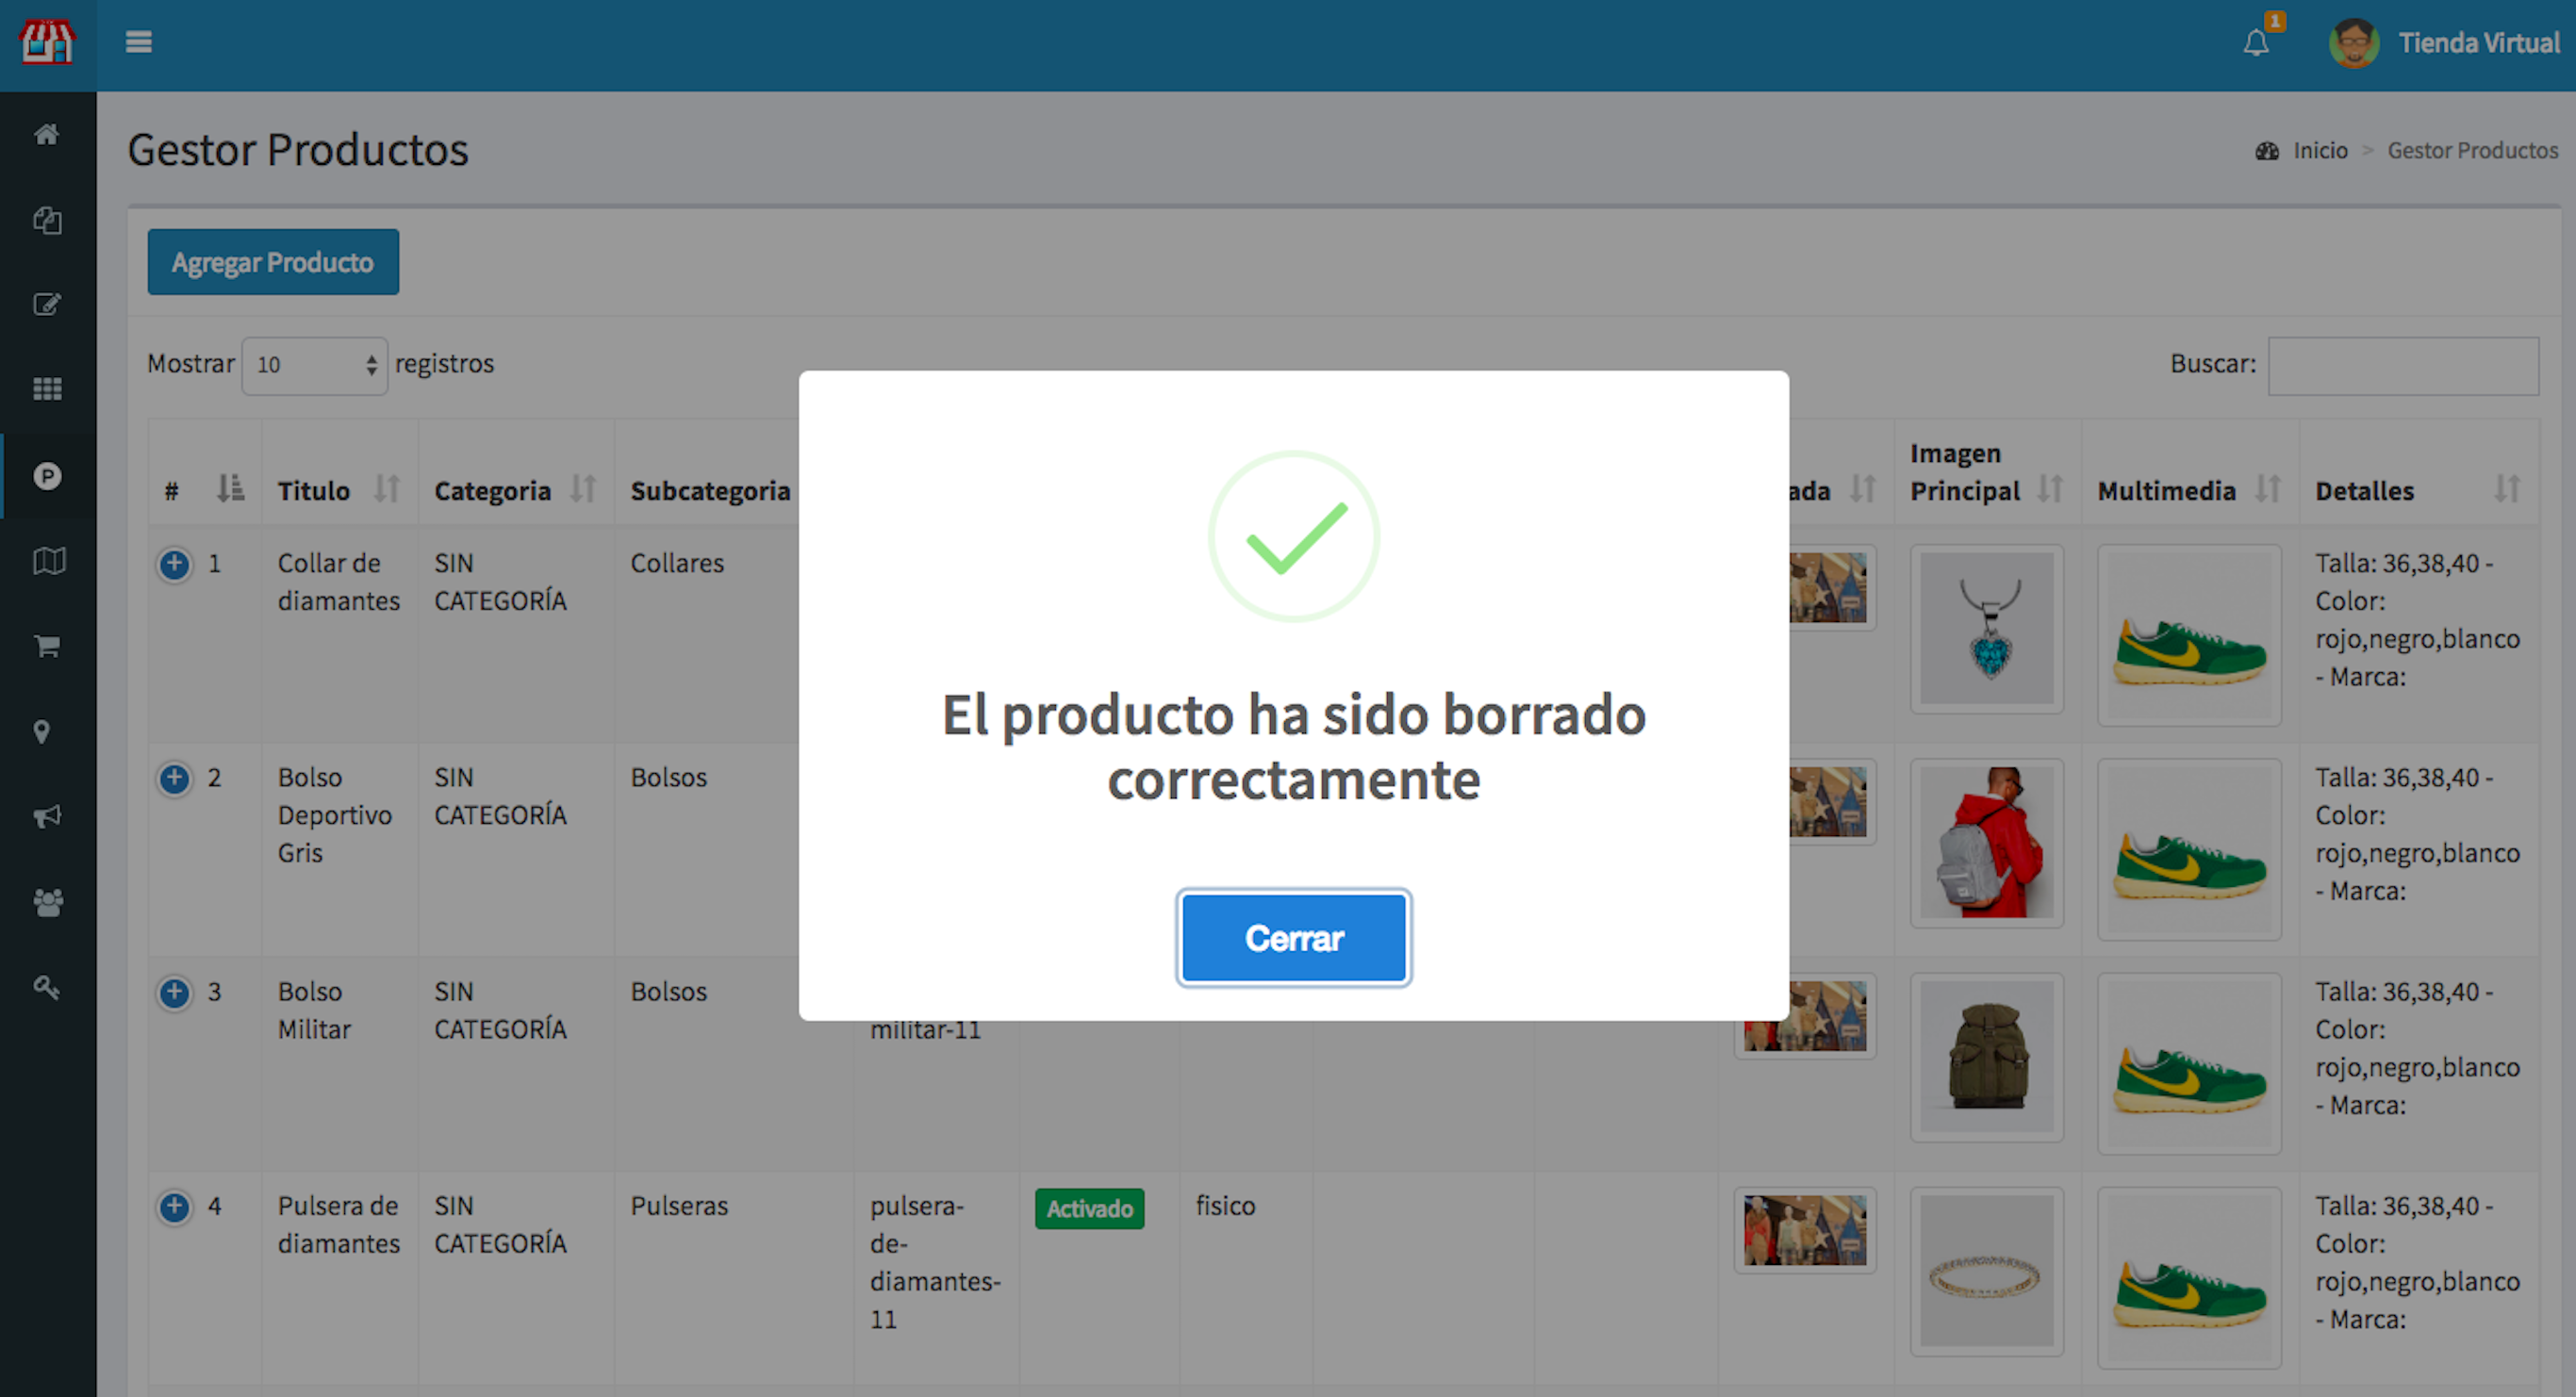 1
Tienda Virtual
Gestor Productos
Inicio > Gestor Productos
Agregar Producto
Mostrar 10 registros
Buscar:
# Titulo Categoria Subcategoria Imagen Principal Multimedia Detalles
1 Collar de SIN Collares Talla: 36,38,40 -
diamantes CATEGORÍA Color:
rojo,negro,blanco
- Marca:
El producto ha sido borrado
correctamente
Cerrar
2 Bolso SIN Bolsos Talla: 36,38,40 -
Deportivo CATEGORÍA Color:
Gris rojo,negro,blanco
- Marca:
3 Bolso SIN Bolsos Talla: 36,38,40 -
Militar CATEGORÍA militar-11 Color:
rojo,negro,blanco
- Marca:
4 Pulsera de SIN Pulseras pulsera- Activado fisico Talla: 36,38,40 -
diamantes CATEGORÍA de- Color:
diamantes- rojo,negro,blanco
11 - Marca: